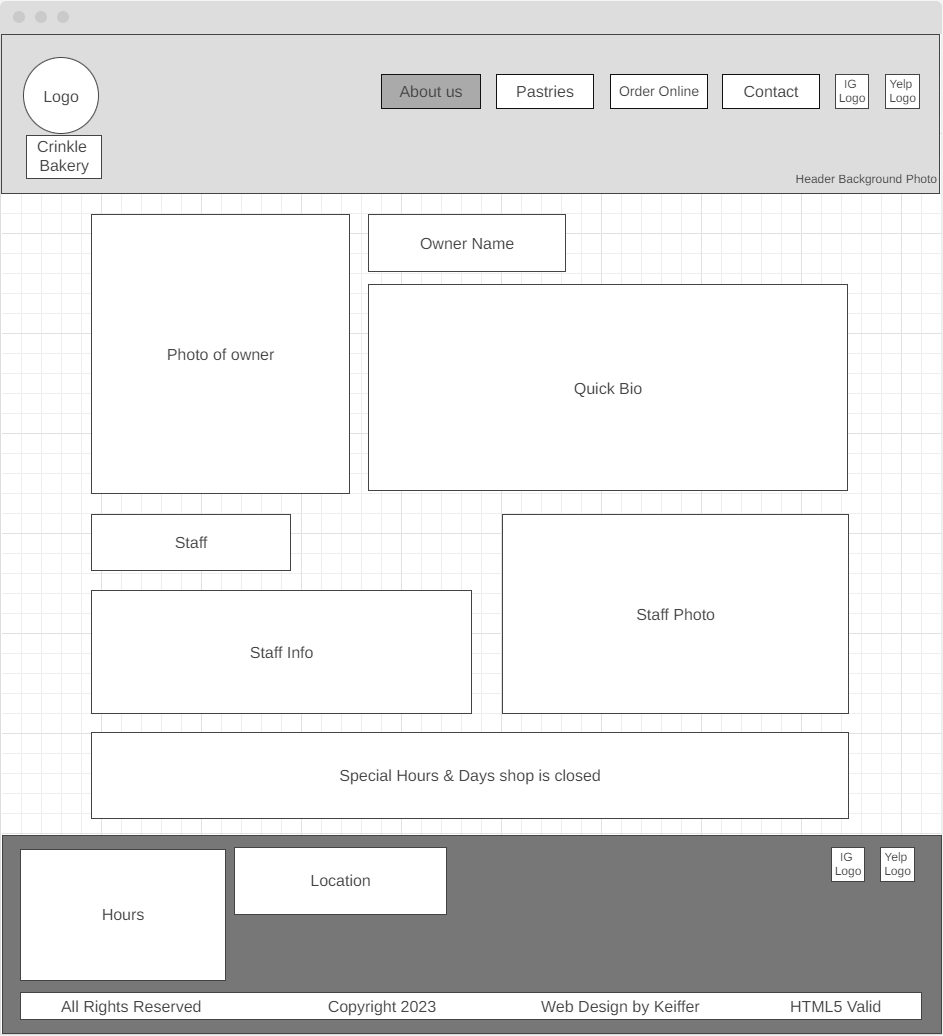 Logo
Crinkle
Bakery
About us
Pastries
Order Online
Contact
IG
Logo
Yelp
Logo
Header Background Photo
Photo of owner
Owner Name
Quick Bio
Staff
Staff Info
Staff Photo
Special Hours & Days shop is closed
Hours
Location
IG
Logo
Yelp
Logo
All Rights Reserved
Copyright 2023
Web Design by Keiffer
HTML5 Valid